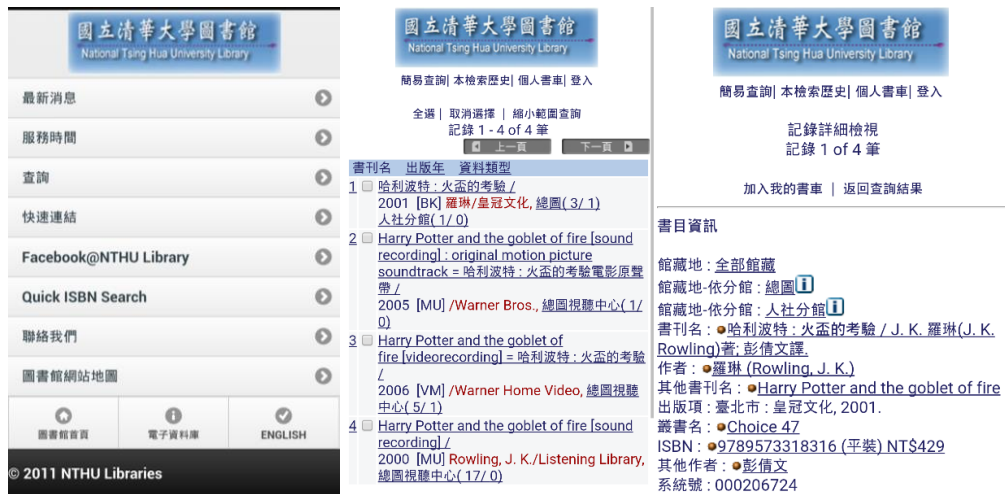 國立清華大學圖書館
National Tsing Hua University Library
最新消息
服務時間
查詢
快速連結
Facebook@NTHU Library
Quick ISBN Search
聯絡我們
圖書館網站地圖
圖書館首頁
電子資料庫
ENGLISH
© 2011 NTHU Libraries
國立清華大學圖書館
National Tsing Hua University Library
簡易查詢| 本檢索歷史| 個人書車| 登入
全選 | 取消選擇 | 縮小範圍查詢
記錄 1 - 4 of 4 筆
上一頁 下一頁
書刊名 出版年 資料類型
1 哈利波特 : 火盃的考驗 /
2001 [BK] 羅琳/皇冠文化, 總圖( 3/ 1)
人社分館( 1/ 0)
2 Harry Potter and the goblet of fire [sound
recording] : original motion picture
soundtrack = 哈利波特 : 火盃的考驗電影原聲
帶 /
2005 [MU] /Warner Bros., 總圖視聽中心( 1/
0)
3 Harry Potter and the goblet of
fire [videorecording] = 哈利波特 : 火盃的考驗
/
2006 [VM] /Warner Home Video, 總圖視聽
中心( 5/ 1)
4 Harry Potter and the goblet of fire [sound
recording] /
2000 [MU] Rowling, J. K./Listening Library,
總圖視聽中心( 17/ 0)
國立清華大學圖書館
National Tsing Hua University Library
簡易查詢| 本檢索歷史| 個人書車| 登入
記錄詳細檢視
記錄 1 of 4 筆
加入我的書車 | 返回查詢結果
書目資訊
館藏地 : 全部館藏
館藏地-依分館 : 總圖
館藏地-依分館 : 人社分館
書刊名 : 哈利波特 : 火盃的考驗 / J. K. 羅琳(J. K.
Rowling)著; 彭倩文譯.
作者 : 羅琳 (Rowling, J. K.)
其他書刊名 : Harry Potter and the goblet of fire
出版項 : 臺北市 : 皇冠文化, 2001.
叢書名 : Choice 47
ISBN : 9789573318316 (平裝) NT$429
其他作者 : 彭倩文
系統號 : 000206724